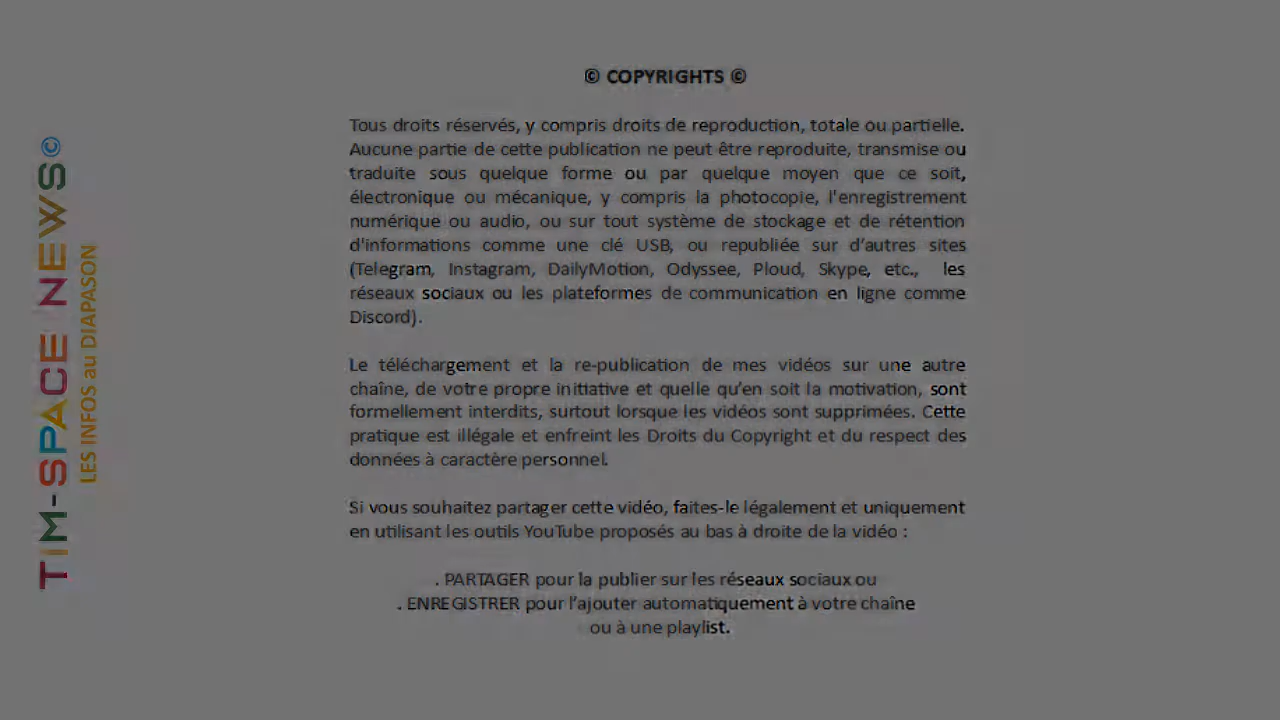 © COPYRIGHTS ©
Tous droits réservés, y compris droits de reproduction, totale ou partielle.
Aucune partie de cette publication ne peut être reproduite, transmise ou
traduite sous quelque forme ou par quelque moyen que ce soit,
électronique ou mécanique, y compris la photocopie, l'enregistrement
numérique ou audio, ou sur tout système de stockage et de rétention
d'informations comme une clé USB, ou republiée sur d'autres sites
(Telegram, Instagram, DailyMotion, Odyssee, Ploud, Skype, etc., les
réseaux sociaux ou les plateformes de communication en ligne comme
Discord).
Le téléchargement et la re-publication de mes vidéos sur une autre
chaîne, de votre propre initiative et quelle qu'en soit la motivation, sont
formellement interdits, surtout lorsque les vidéos sont supprimées. Cette
pratique est illégale et enfreint les Droits du Copyright et du respect des
données à caractère personnel.
Si vous souhaitez partager cette vidéo, faites-le légalement et uniquement
en utilisant les outils YouTube proposés au bas à droite de la vidéo :
. PARTAGER pour la publier sur les réseaux sociaux ou
. ENREGISTRER pour l'ajouter automatiquement à votre chaîne
ou à une playlist.
TIM-SPACE NEWS©
LES INFOS au DIAPASON